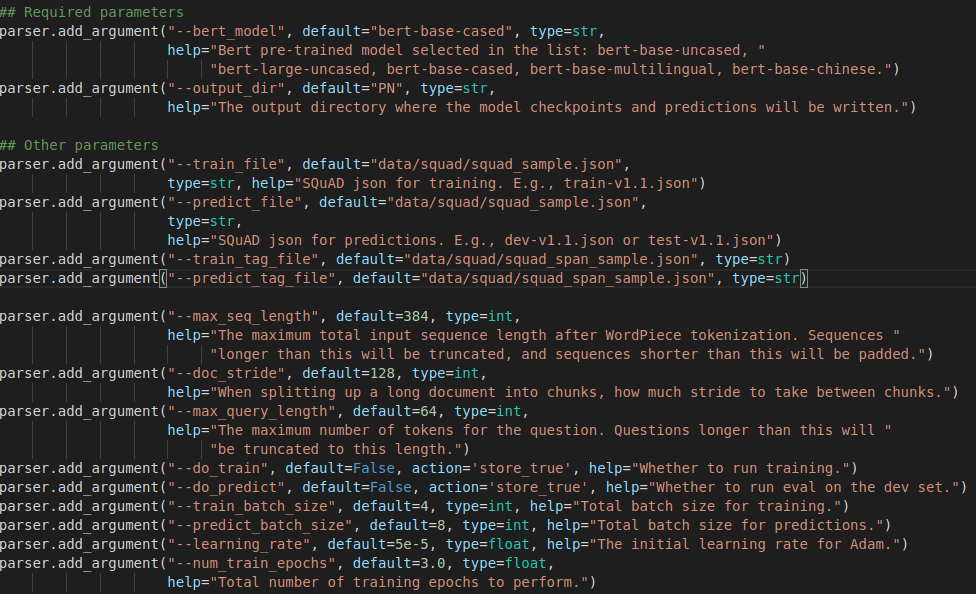 ## Required parameters
parser.add_argument("--bert_model", default="bert-base-cased", type=str,
help="Bert pre-trained model selected in the list: bert-base-uncased, "
"bert-large-uncased, bert-base-cased, bert-base-multilingual, bert-base-chinese.")
parser.add_argument("--output_dir", default="PN", type=str,
help="The output directory where the model checkpoints and predictions will be written.")
## Other parameters
parser.add_argument("--train_file", default="data/squad/squad_sample.json",
type=str, help="SQuAD json for training. E.g., train-v1.1.json")
parser.add_argument("--predict_file", default="data/squad/squad_sample.json",
type=str,
help="SQuAD json for predictions. E.g., dev-v1.1.json or test-v1.1.json")
parser.add_argument("--train_tag_file", default="data/squad/squad_span_sample.json", type=str)
parser.add_argument("--predict_tag_file", default="data/squad/squad_span_sample.json", type=str)
parser.add_argument("--max_seq_length", default=384, type=int,
help="The maximum total input sequence length after WordPiece tokenization. Sequences "
"longer than this will be truncated, and sequences shorter than this will be padded.")
parser.add_argument("--doc_stride", default=128, type=int,
help="When splitting up a long document into chunks, how much stride to take between chunks.")
parser.add_argument("--max_query_length", default=64, type=int,
help="The maximum number of tokens for the question. Questions longer than this will "
"be truncated to this length.")
parser.add_argument("--do_train", default=False, action='store_true', help="Whether to run training.")
parser.add_argument("--do_predict", default=False, action='store_true', help="Whether to run eval on the dev set.")
parser.add_argument("--train_batch_size", default=4, type=int, help="Total batch size for training.")
parser.add_argument("--predict_batch_size", default=8, type=int, help="Total batch size for predictions.")
parser.add_argument("--learning_rate", default=5e-5, type=float, help="The initial learning rate for Adam.")
parser.add_argument("--num_train_epochs", default=3.0, type=float,
help="Total number of training epochs to perform.")